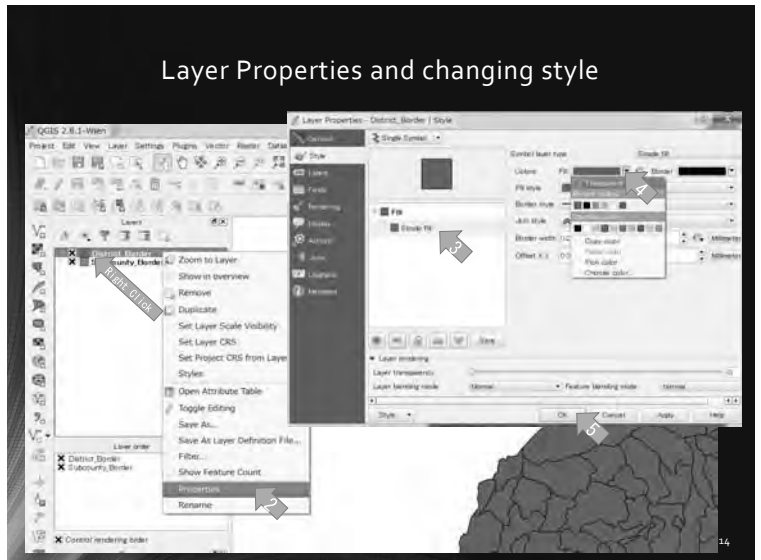 Layer Properties and changing style
QGIS 2.8.1-Wien
Project Edit View Layer Settings Plugins Vector Raster
Layers
District_Border
Right Click
Zoom to Layer
Show in overview
Remove
Duplicate
Set Layer Scale Visibility
Set Layer CRS
Set Project CRS from Layer
Styles
Open Attribute Table
Toggle Editing
Save As...
Save As Layer Definition File...
Filter...
Show Feature Count
Properties
Rename
2
Layer order
District_Border
Subcounty_Border
Control rendering order
Layer Properties - District_Border | Style
General
Style
Labels
Fields
Rendering
Display
Actions
Joins
Diagrams
Metadata
Single Symbol
Fill
Simple fill
3
Symbol layer type
Simple fill
Colors Fill Border
4
Fill style
Border style
Join style
Border width
Offset X,Y
Copy color
Pick color
Choose color...
Millimeter
Millimeter
Save
Layer rendering
Layer transparency
Layer blending mode Normal Feature blending mode Normal
Style OK Cancel Apply Help
5
14